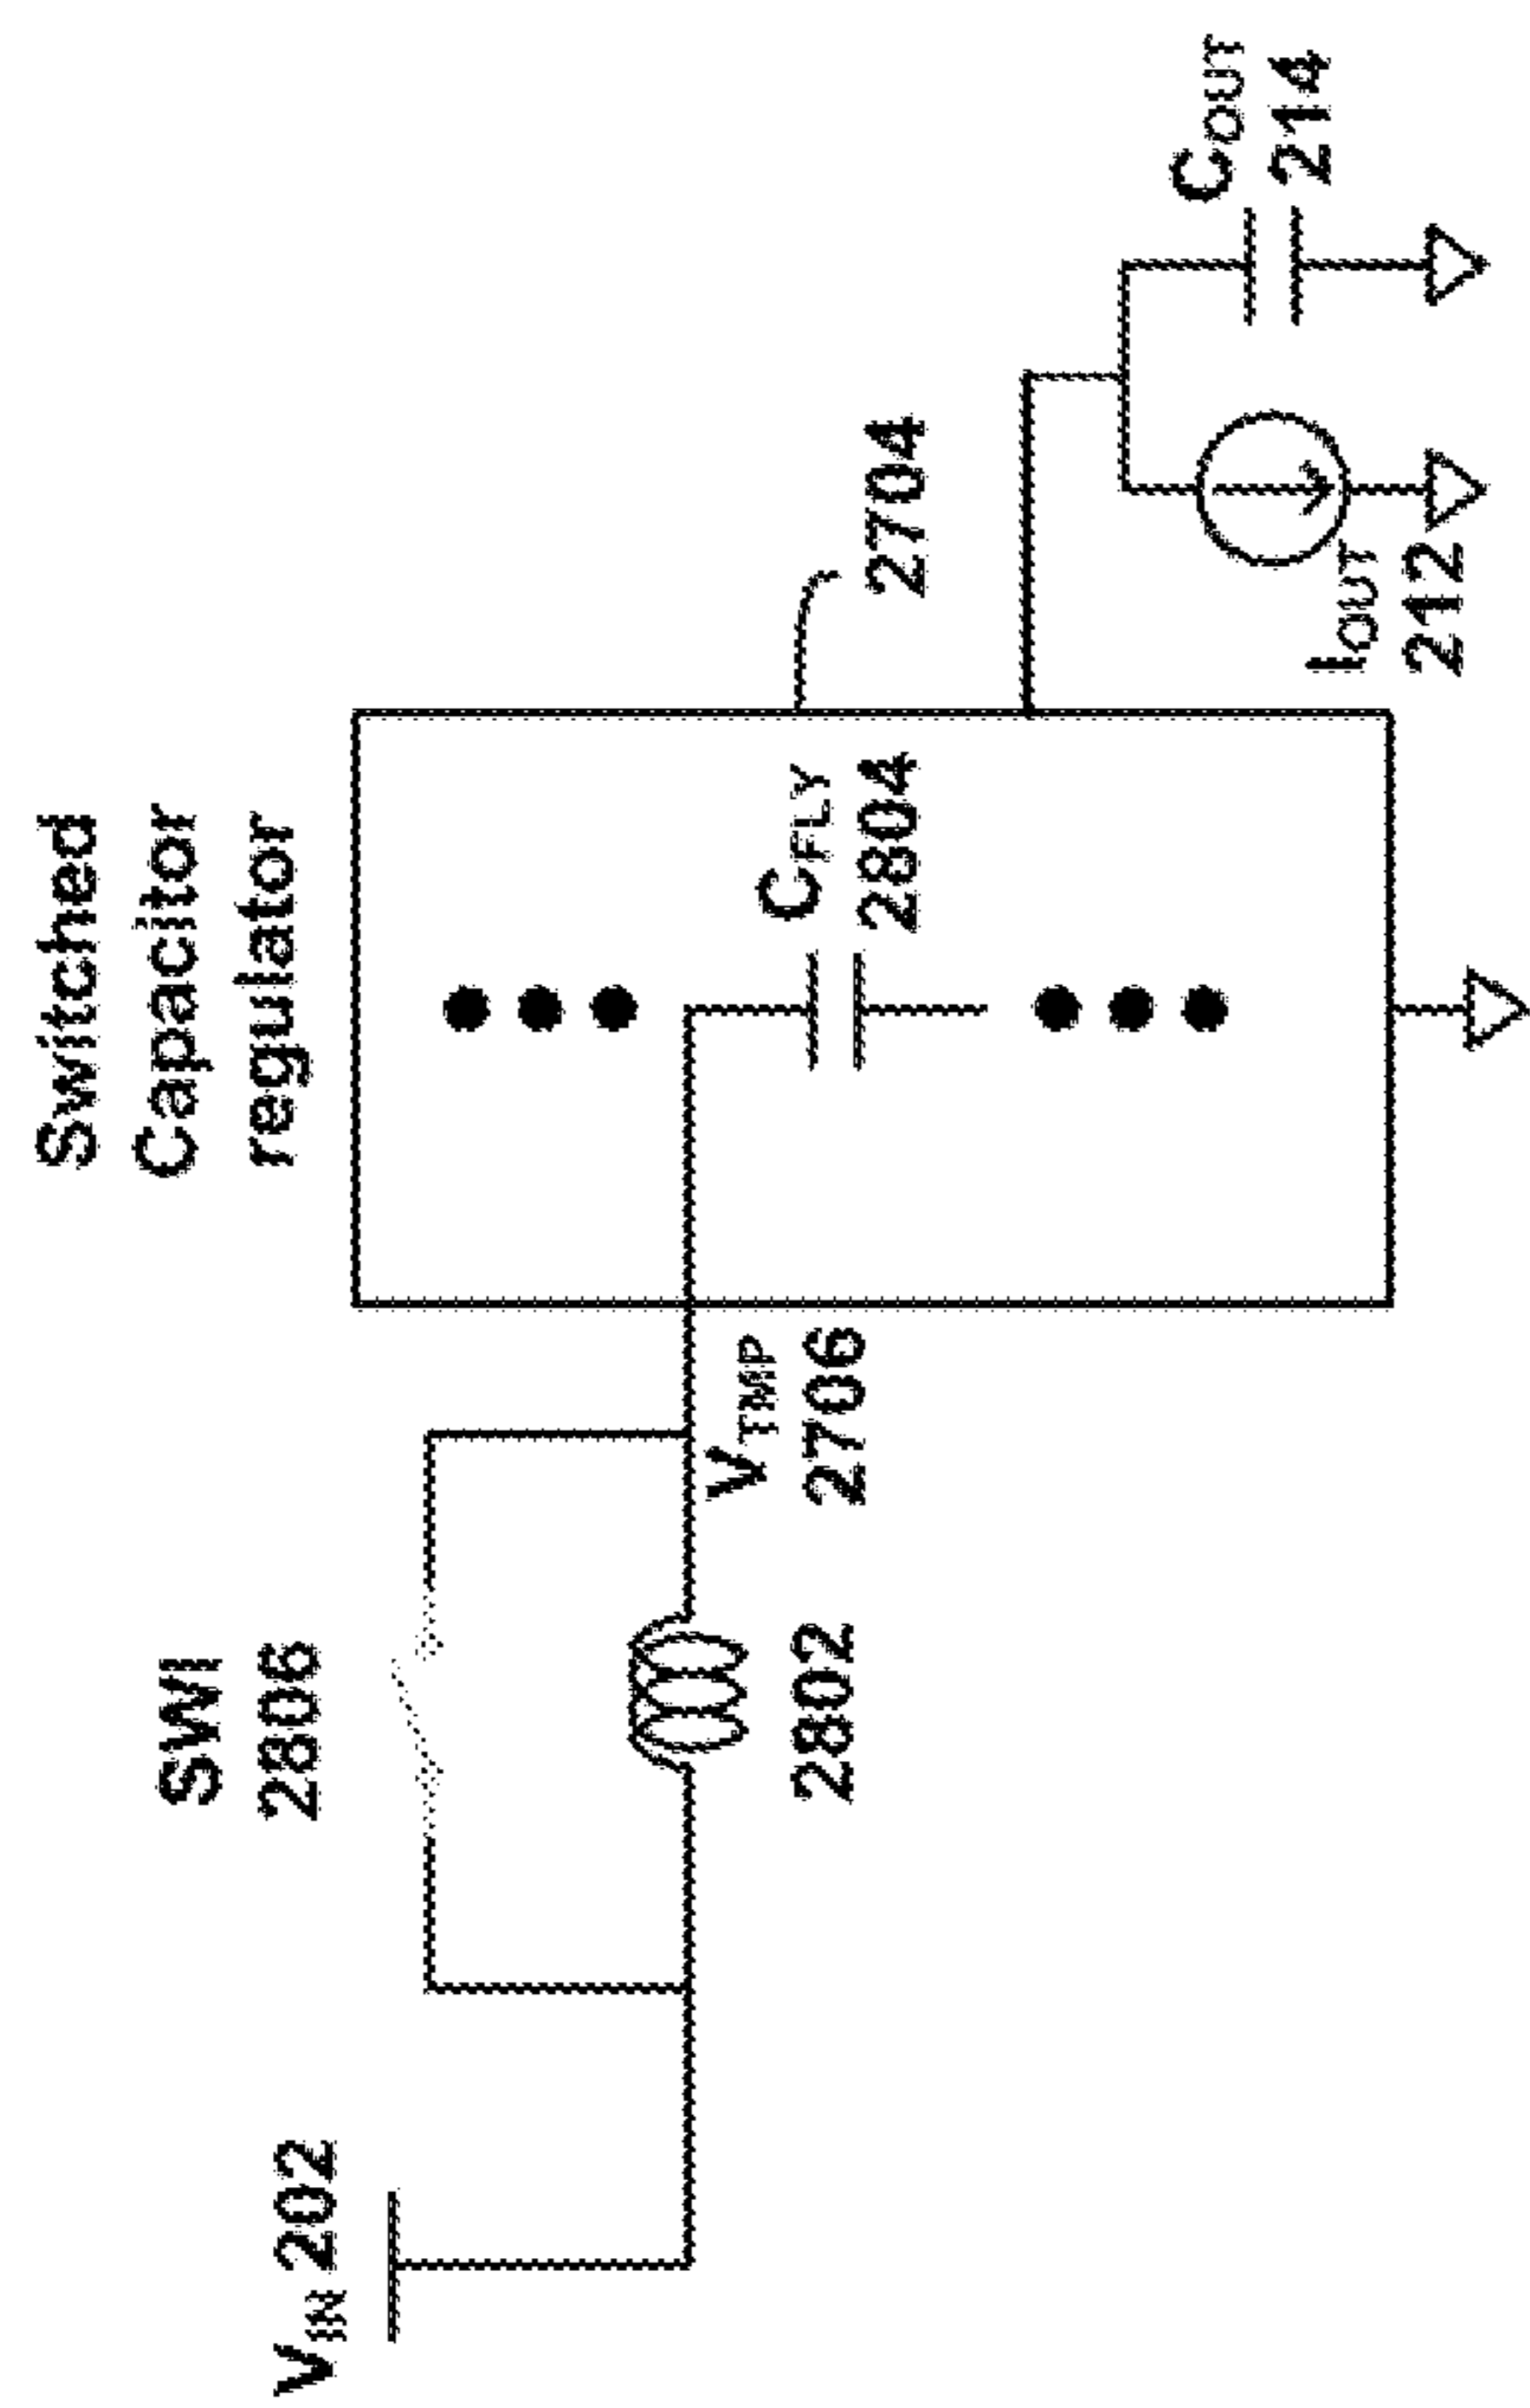 Switched
Capacitor
regulator
VIN 202
SWI
2806
2802
VTMP
2706
CFLY
2804
2704
IOUT
212
COUT
214